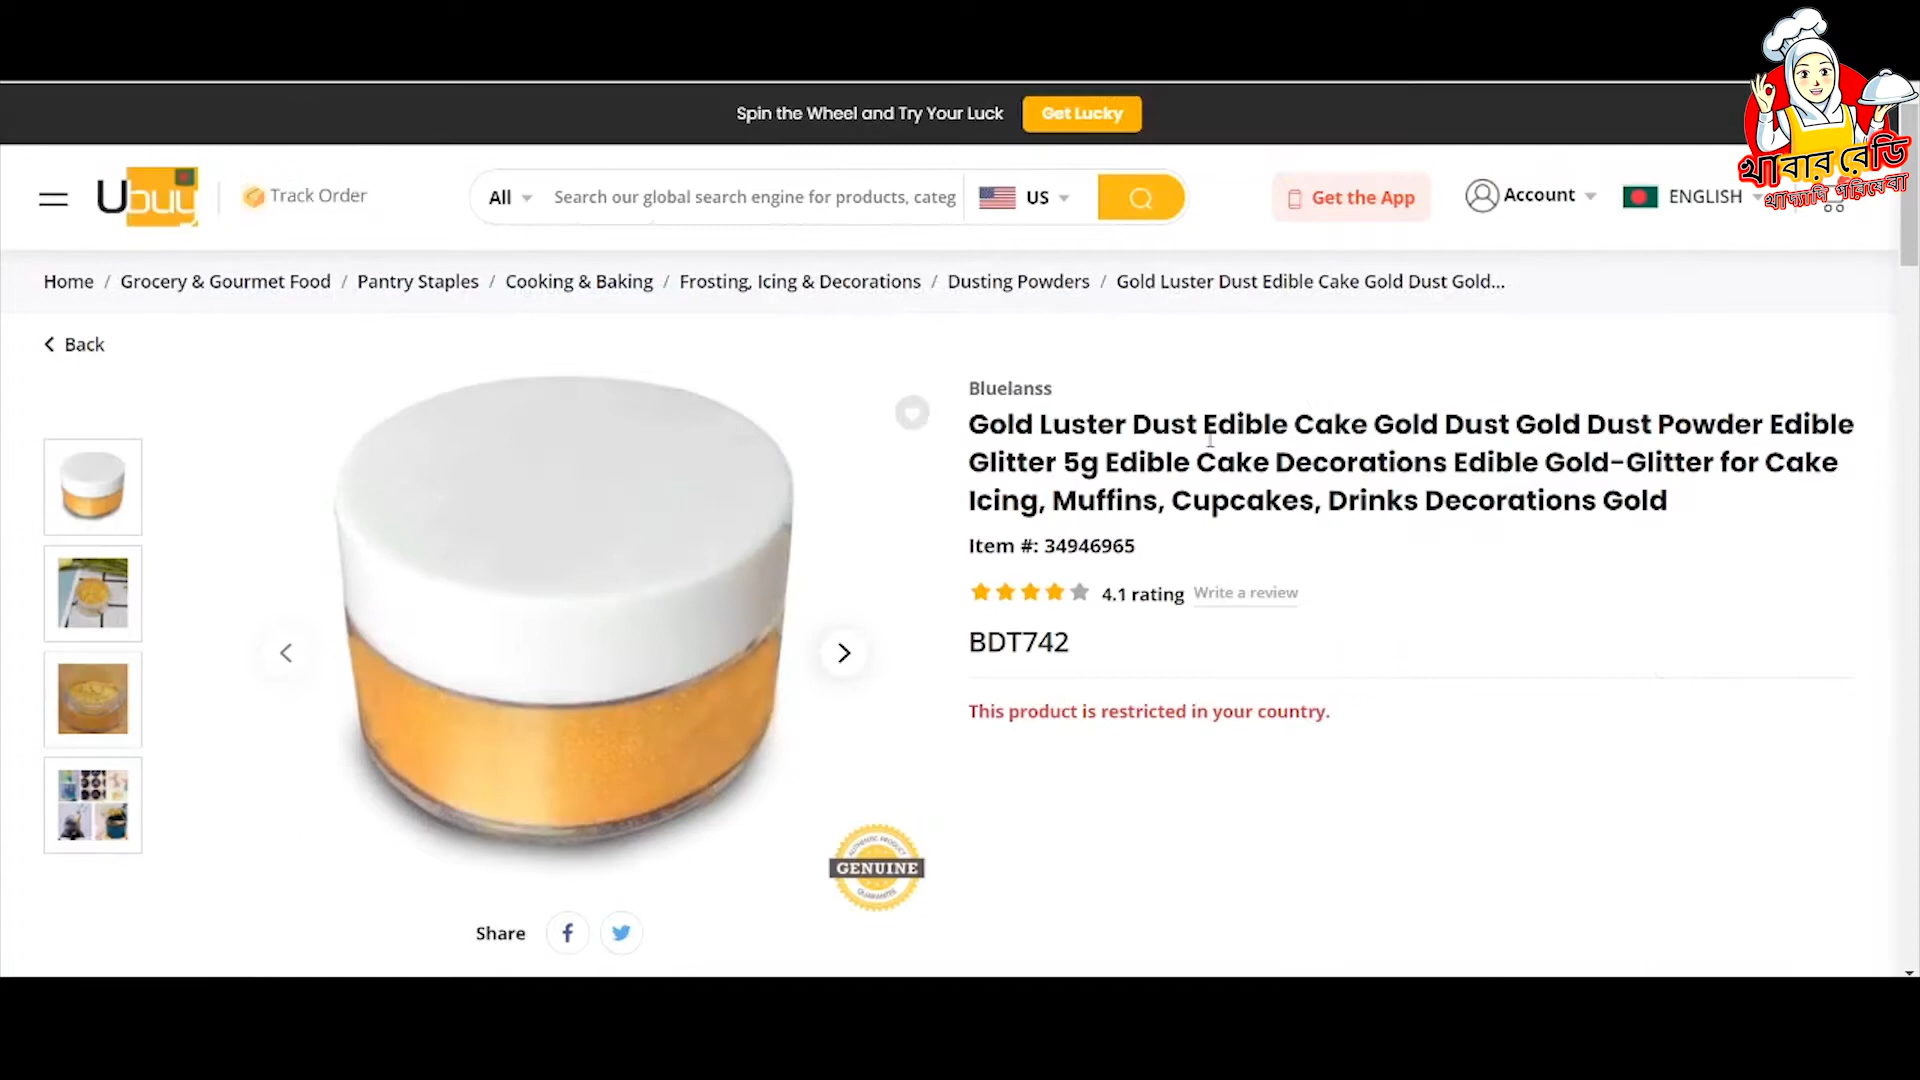 Spin the Wheel and Try Your Luck Get Lucky
Ubuy Track Order All Search our global search engine for products, categ US Get the App Account ENGLISH
খাবার রেডি
খাদ্যাদি পরিষেবা
Home / Grocery & Gourmet Food / Pantry Staples / Cooking & Baking / Frosting, Icing & Decorations / Dusting Powders / Gold Luster Dust Edible Cake Gold Dust Gold...
Back
Bluelanss
Gold Luster Dust Edible Cake Gold Dust Gold Dust Powder Edible
Glitter 5g Edible Cake Decorations Edible Gold-Glitter for Cake
Icing, Muffins, Cupcakes, Drinks Decorations Gold
Item #: 34946965
4.1 rating Write a review
BDT742
This product is restricted in your country.
AUTHENTIC PRODUCT
GENUINE
GUARANTEE
Share